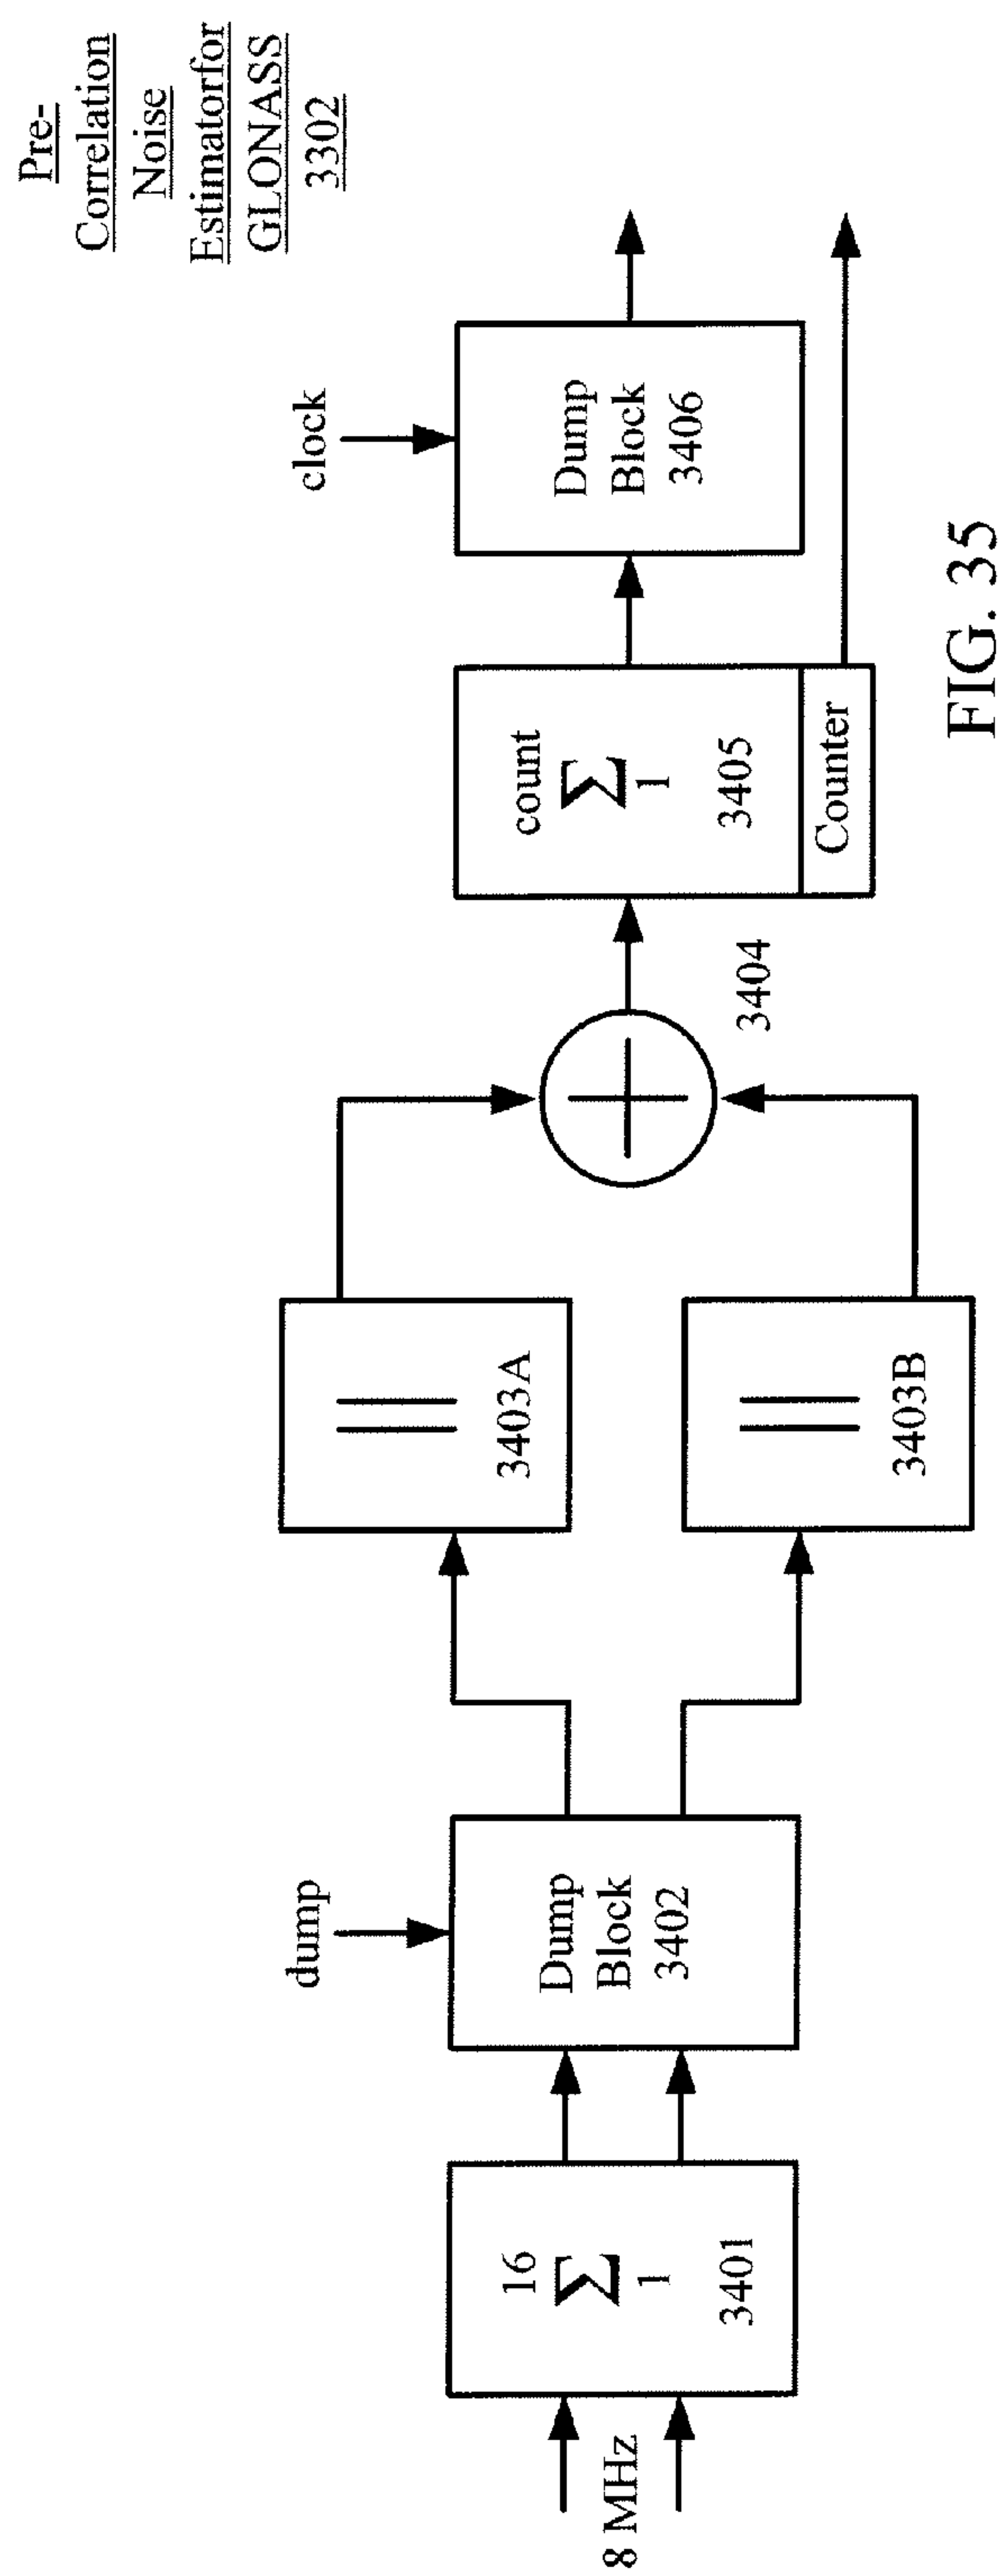 Pre-
Correlation
Noise
Estimatorfor
GLONASS
3302
8 MHz
16
Σ
1
3401
dump
Dump
Block
3402
||
3403A
||
3403B
+
3404
count
Σ
1
3405
Counter
clock
Dump
Block
3406
FIG. 35